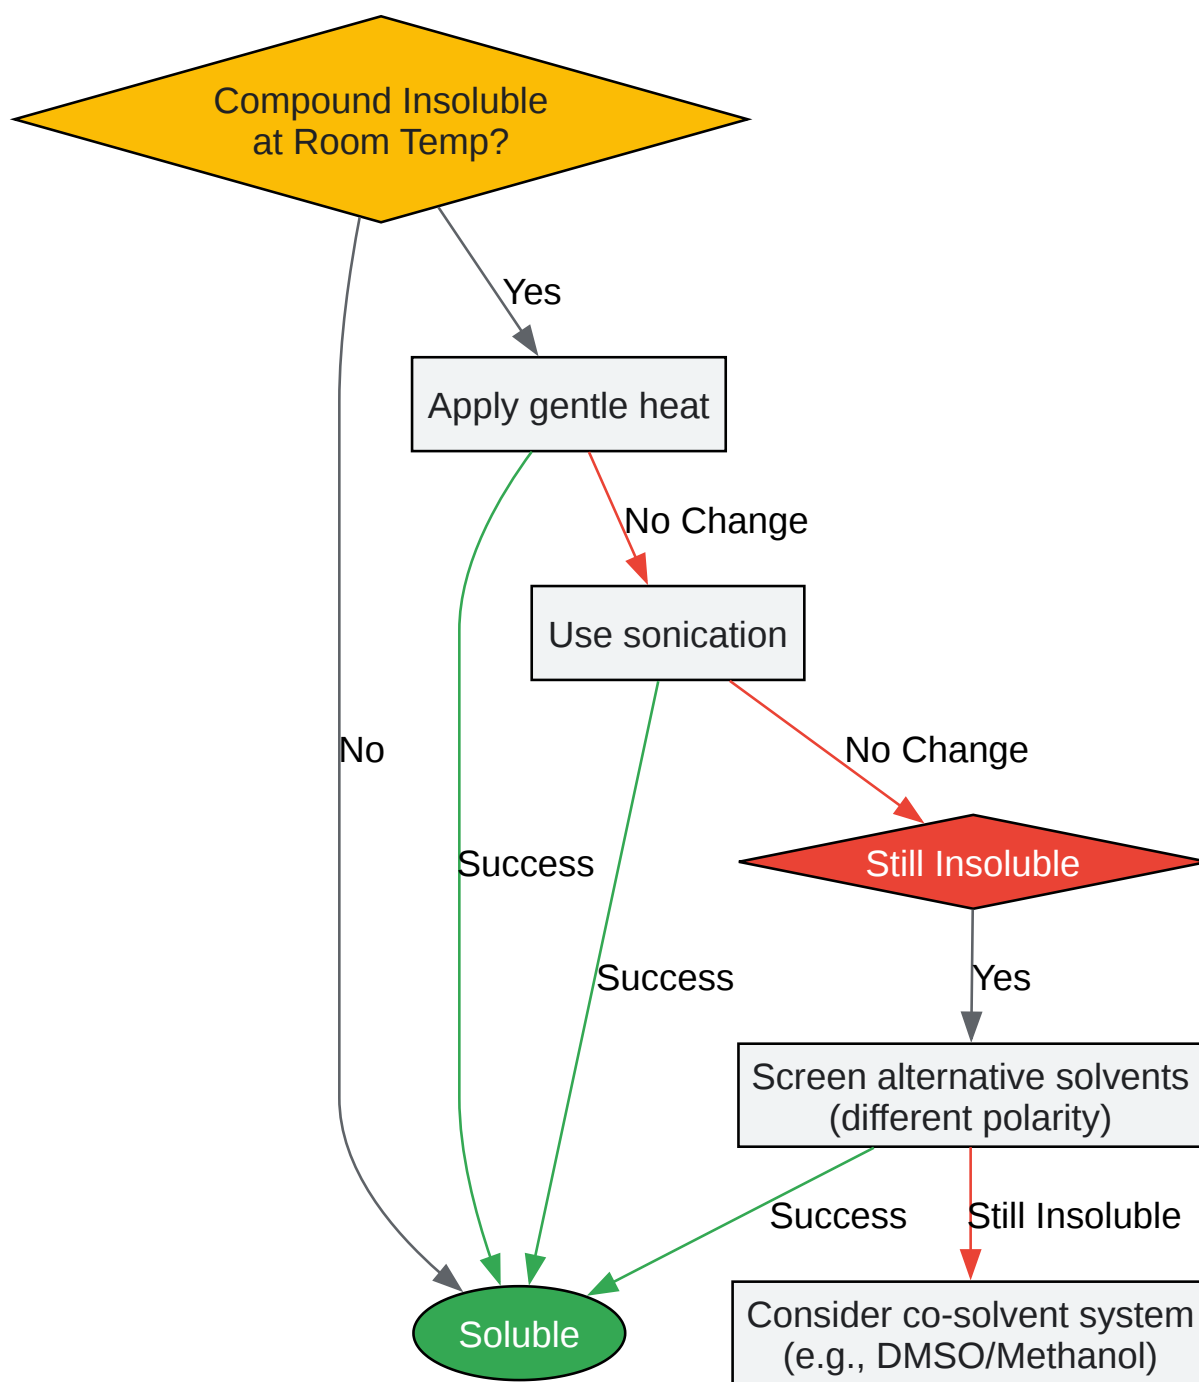 Compound Insoluble
at Room Temp?
Yes
Apply gentle heat
No Change
Use sonication
No
No Change
Success
Still Insoluble
Success
Yes
Screen alternative solvents
(different polarity)
Success
Still Insoluble
Soluble
Consider co-solvent system
(e.g., DMSO/Methanol)